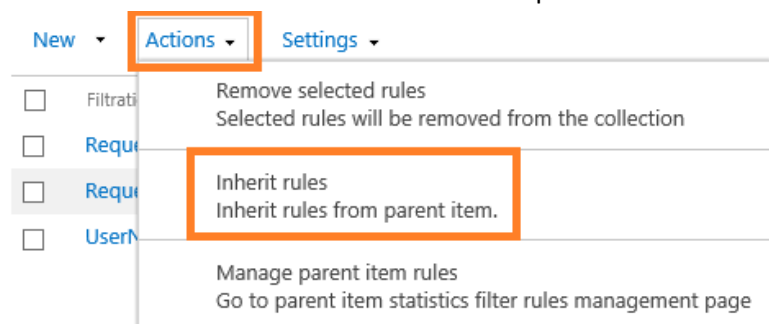 New Actions Settings
Filtrati
Remove selected rules
Selected rules will be removed from the collection
Reque
Inherit rules
Inherit rules from parent item.
Reque
UserN
Manage parent item rules
Go to parent item statistics filter rules management page